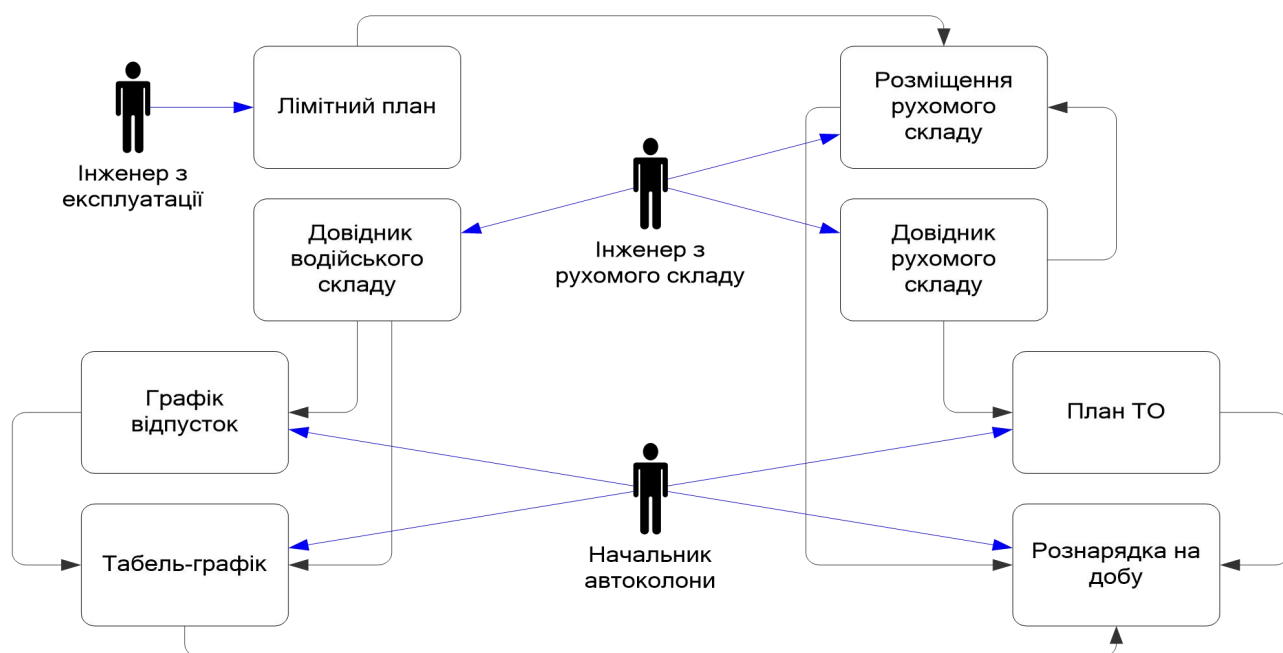 Лімітний план
Розміщення
рухомого
складу
Інженер з
експлуатації
Довідник
водійського
складу
Інженер з
рухомого складу
Довідник
рухомого
складу
Графік
відпусток
План ТО
Табель-графік
Начальник
автоколони
Рознарядка на
добу